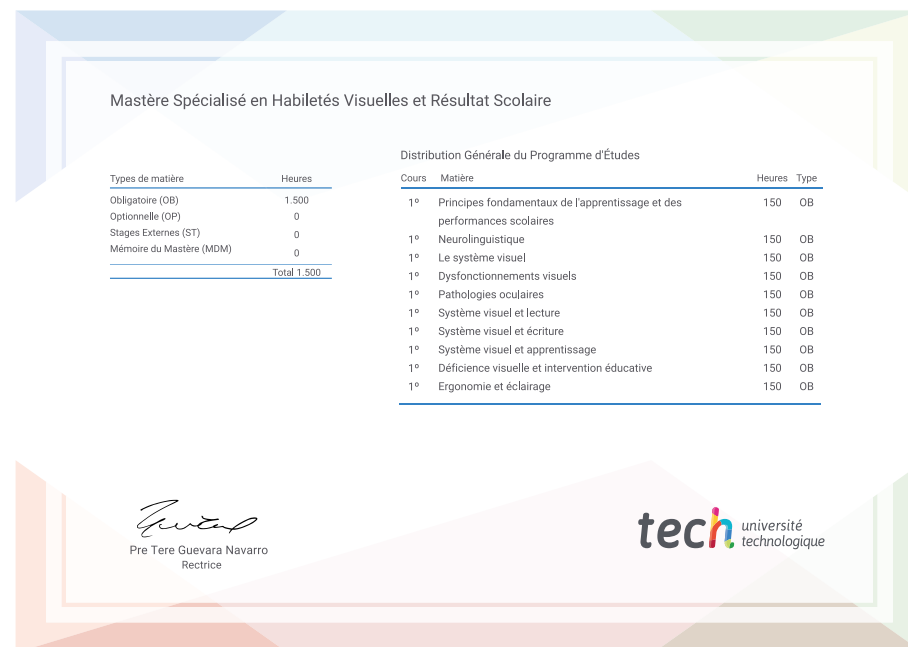 Mastère Spécialisé en Habiletés Visuelles et Résultat Scolaire
Types de matière Heures
Obligatoire (OB) 1.500
Optionnelle (OP) 0
Stages Externes (ST) 0
Mémoire du Mastère (MDM) 0
Total 1.500
Distribution Générale du Programme d'Études
Cours Matière Heures Type
1º Principes fondamentaux de l'apprentissage et des 150 OB
performances scolaires
1º Neurolinguistique 150 OB
1º Le système visuel 150 OB
1º Dysfonctionnements visuels 150 OB
1º Pathologies oculaires 150 OB
1º Système visuel et lecture 150 OB
1º Système visuel et écriture 150 OB
1º Système visuel et apprentissage 150 OB
1º Déficience visuelle et intervention éducative 150 OB
1º Ergonomie et éclairage 150 OB
Pre Tere Guevara Navarro
Rectrice
tech université
technologique